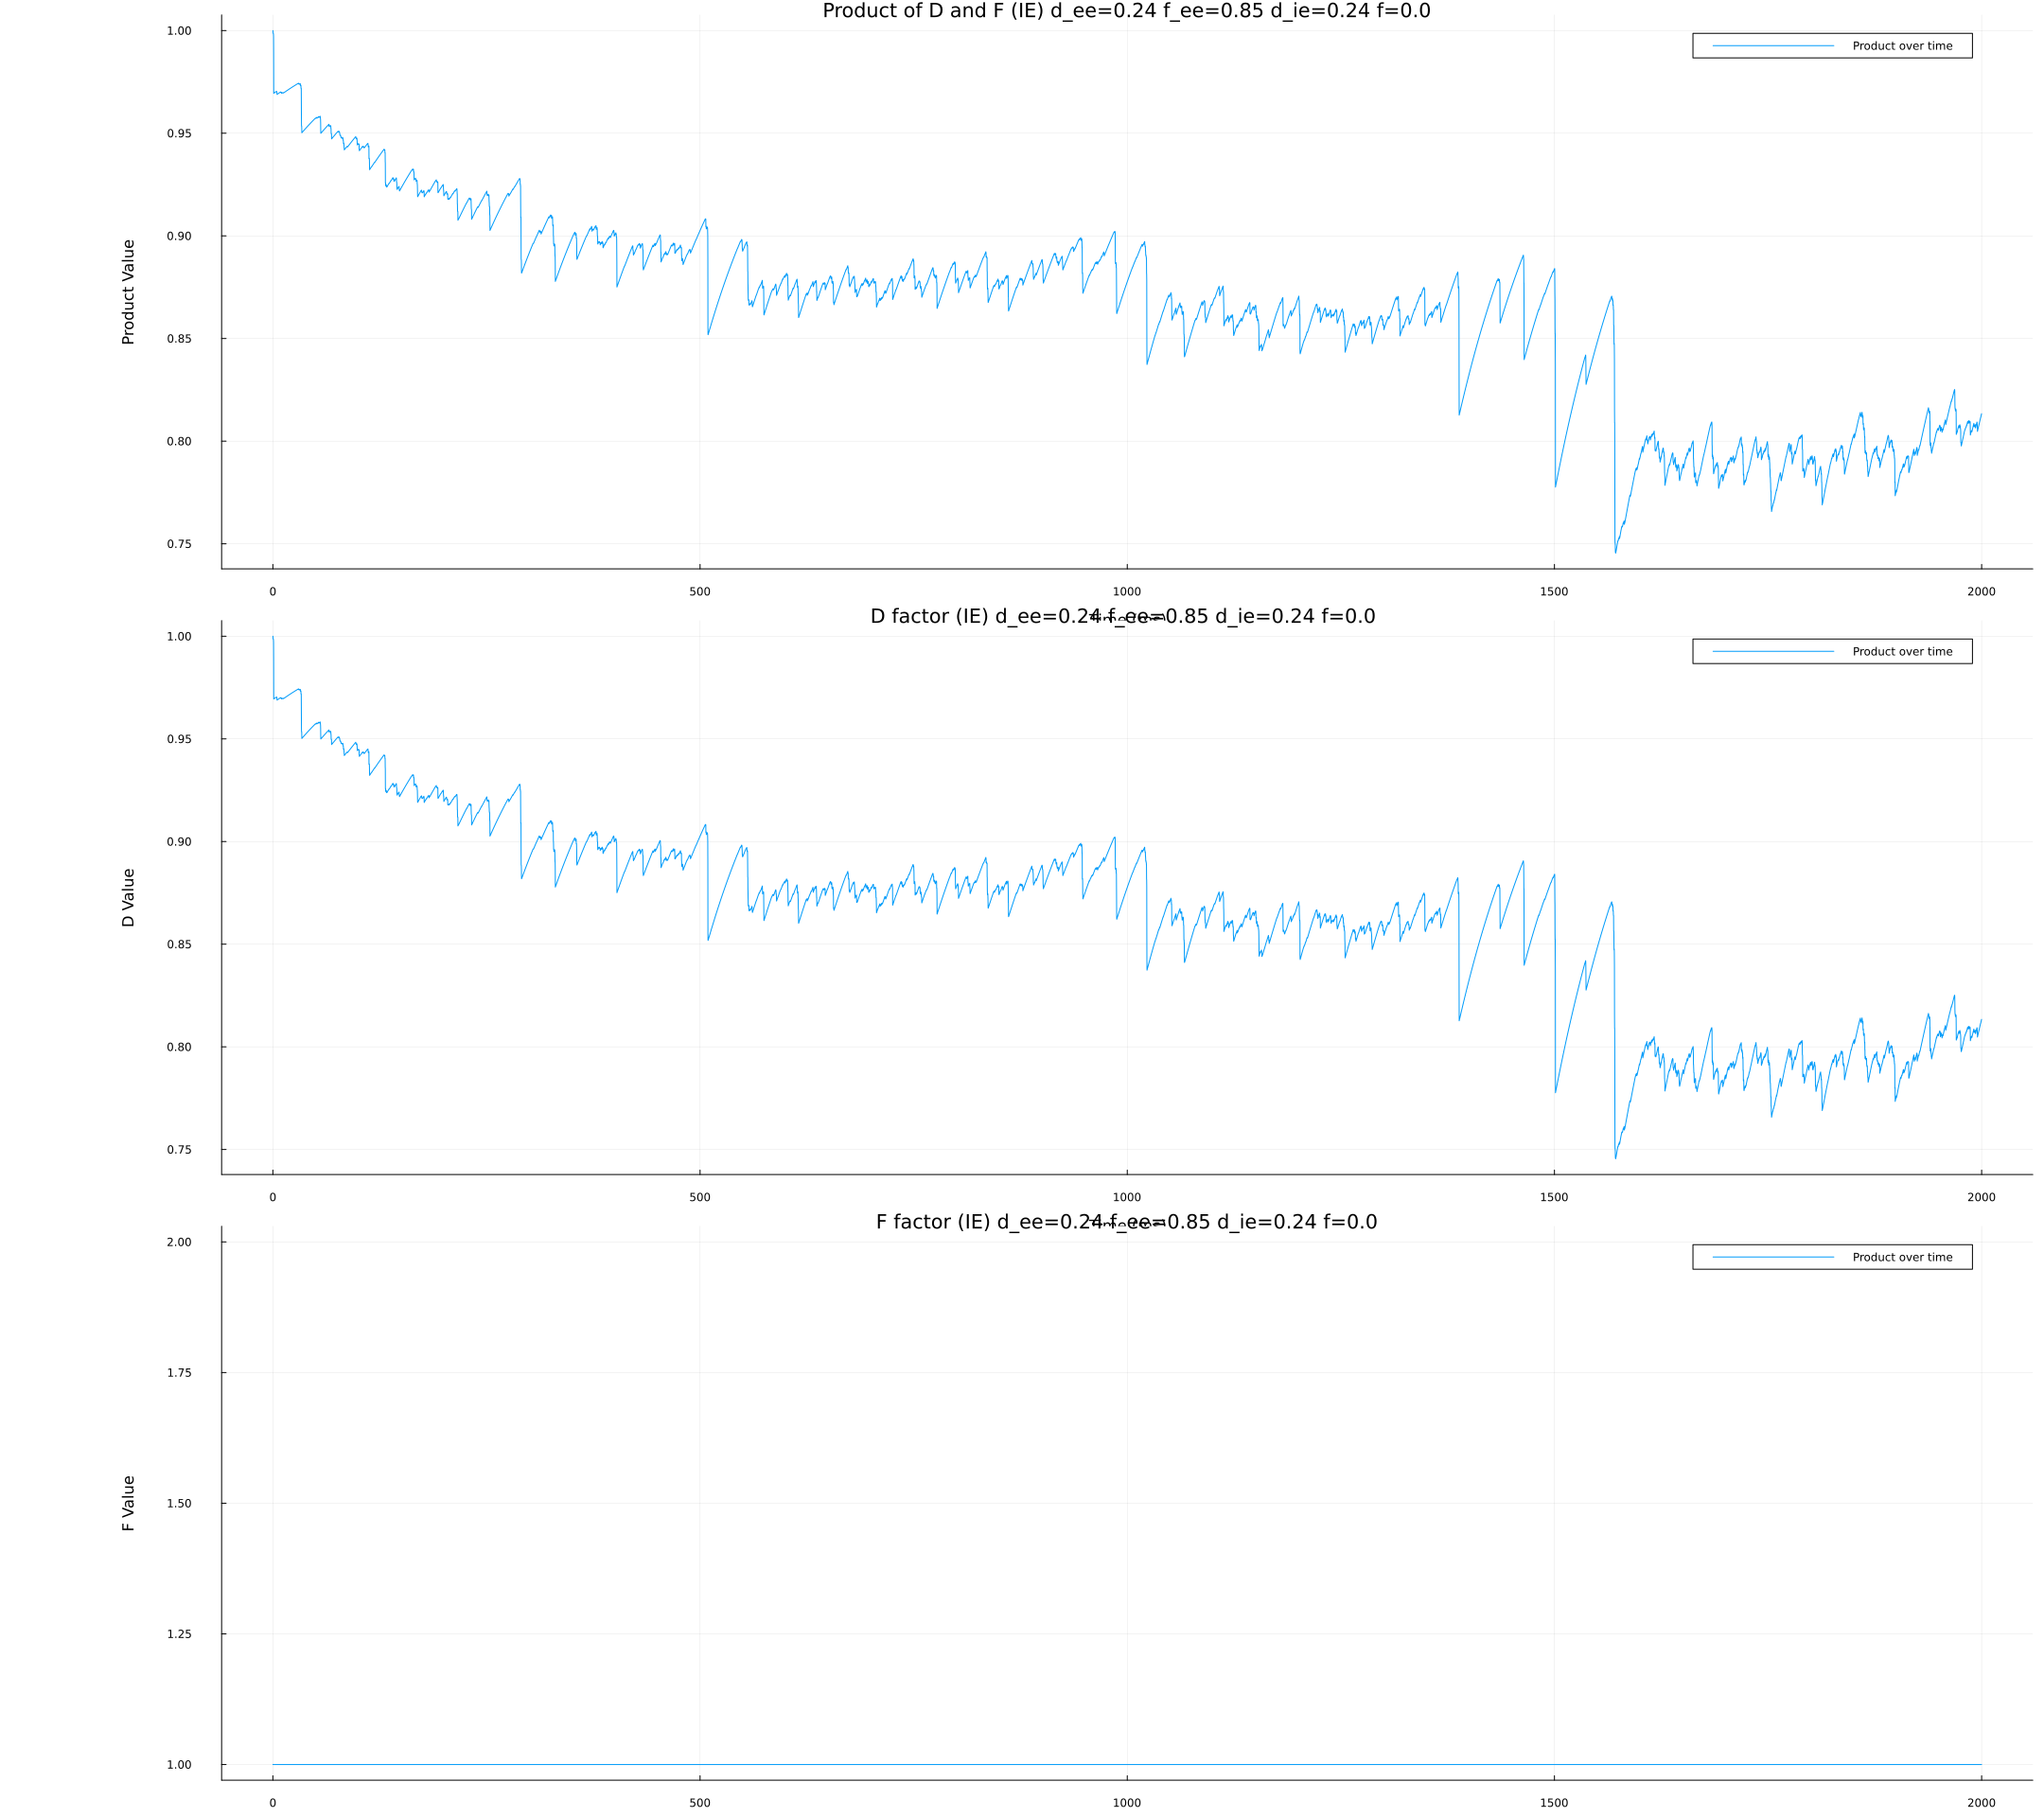 Product of D and F (IE) d_ee=0.24 f_ee=0.85 d_ie=0.24 f=0.0
Product over time
1.00
0.95
0.90
0.85
0.80
0.75
Product Value
0 500 1000 1500 2000
D factor (IE) d_ee=0.24 f_ee=0.85 d_ie=0.24 f=0.0
Product over time
1.00
0.95
0.90
0.85
0.80
0.75
D Value
0 500 1000 1500 2000
F factor (IE) d_ee=0.24 f_ee=0.85 d_ie=0.24 f=0.0
Product over time
2.00
1.75
1.50
1.25
1.00
F Value
0 500 1000 1500 2000